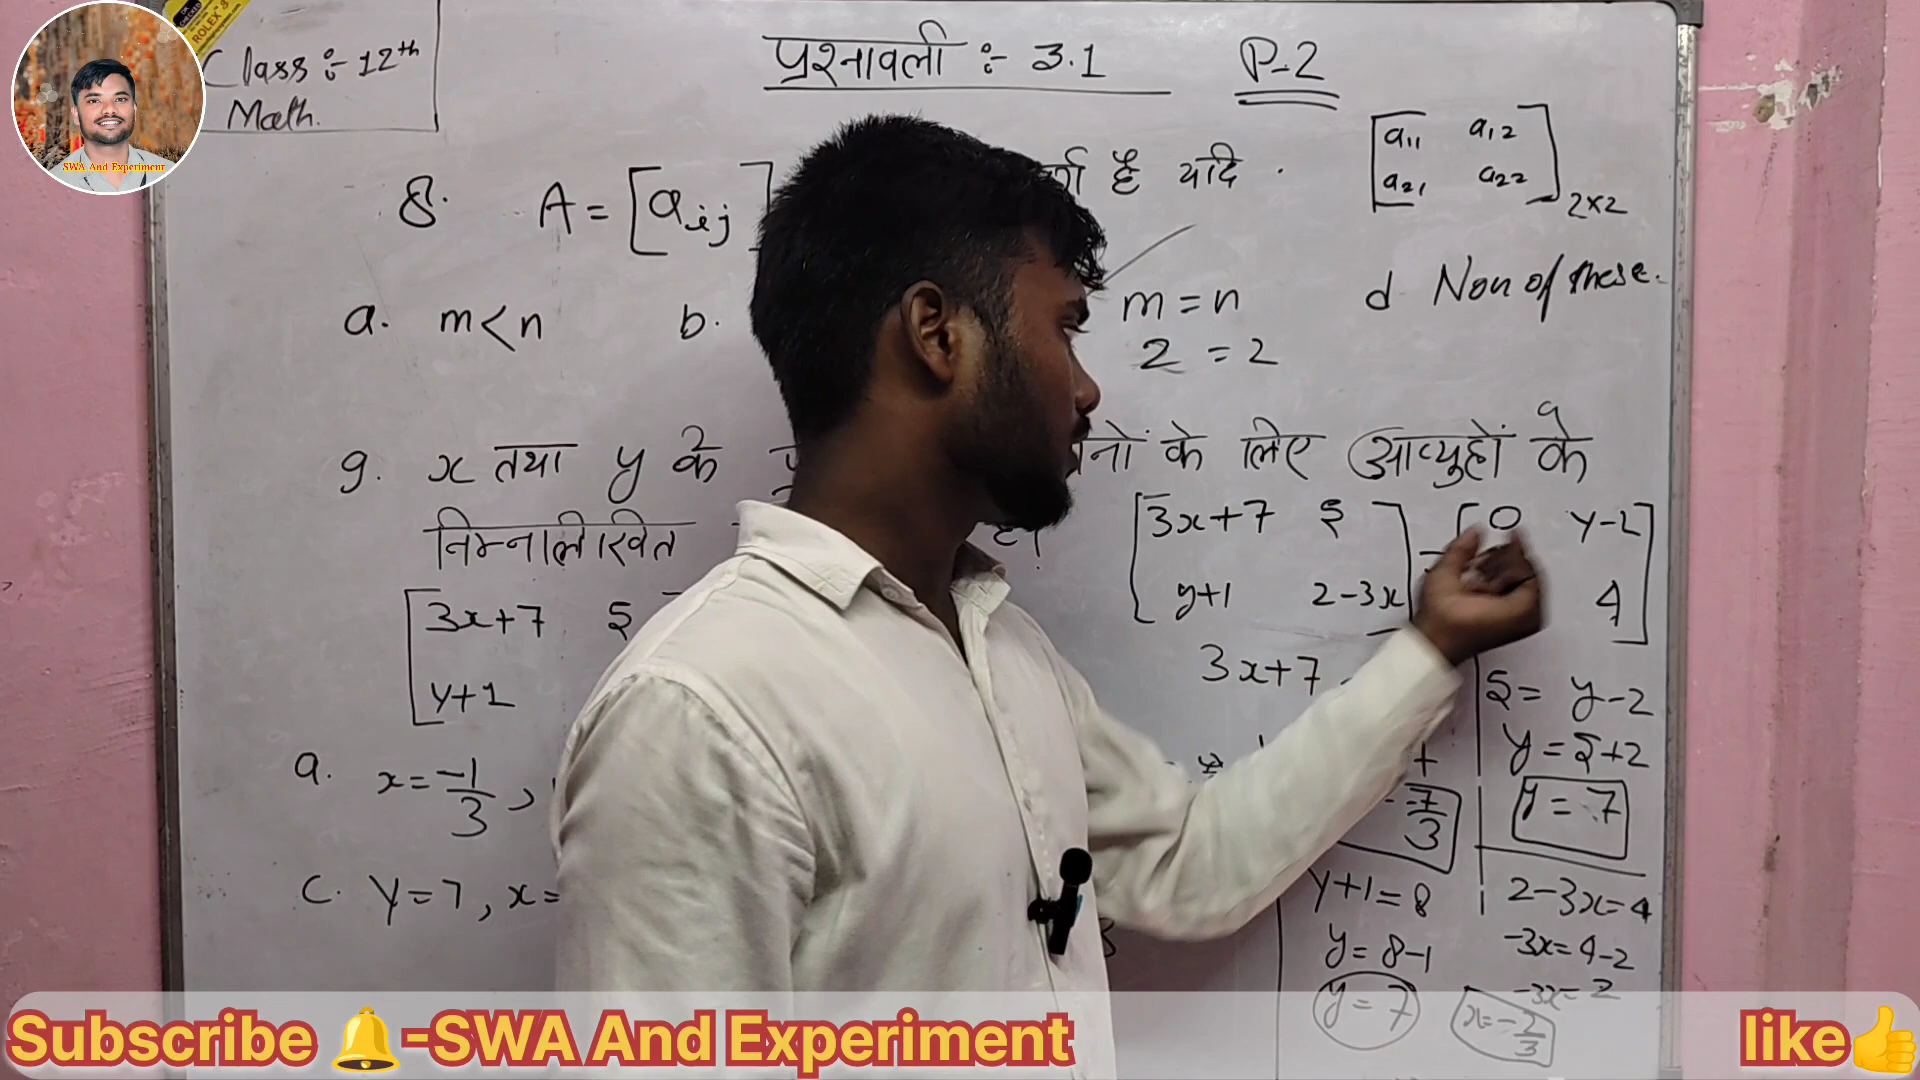 OK CHECKED ROLEX
Class :- 12th
Math.
प्रश्नावली :- 3.1 P-2
8. A = [aij] है यदि
[a11 a12
a21 a22]2×2
a. m<n b. m = n d Non of these.
2 = 2
9. x तथा y के के लिए आव्युहों के
निम्नलिखित
[3x+7 5
y+1
[3x+7 5
y+1 2-3x] [0 y-2
4]
3x+7
5 = y-2
y = 5+2
y = 7
-7/3
a. x = -1/3,
c. y = 7, x =
y+1 = 8
y = 8-1
y = 7
2-3x=4
-3x=4-2
-3x=2
x=-2/3
SWA And Experiment
Subscribe 🔔-SWA And Experiment like👍